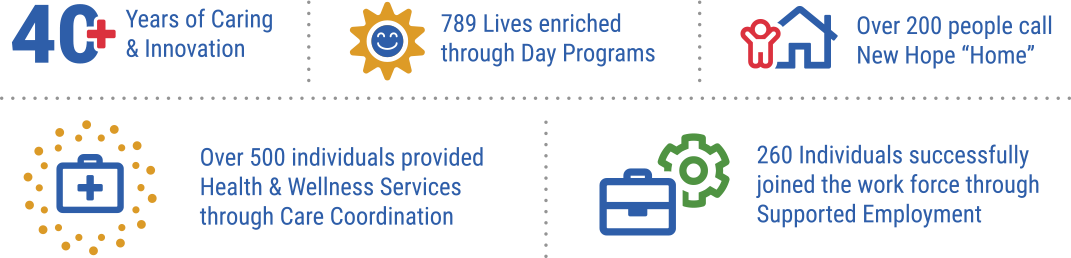 40+
Years of Caring
& Innovation
789 Lives enriched
through Day Programs
Over 200 people call
New Hope “Home”
Over 500 individuals provided
Health & Wellness Services
through Care Coordination
260 Individuals successfully
joined the work force through
Supported Employment